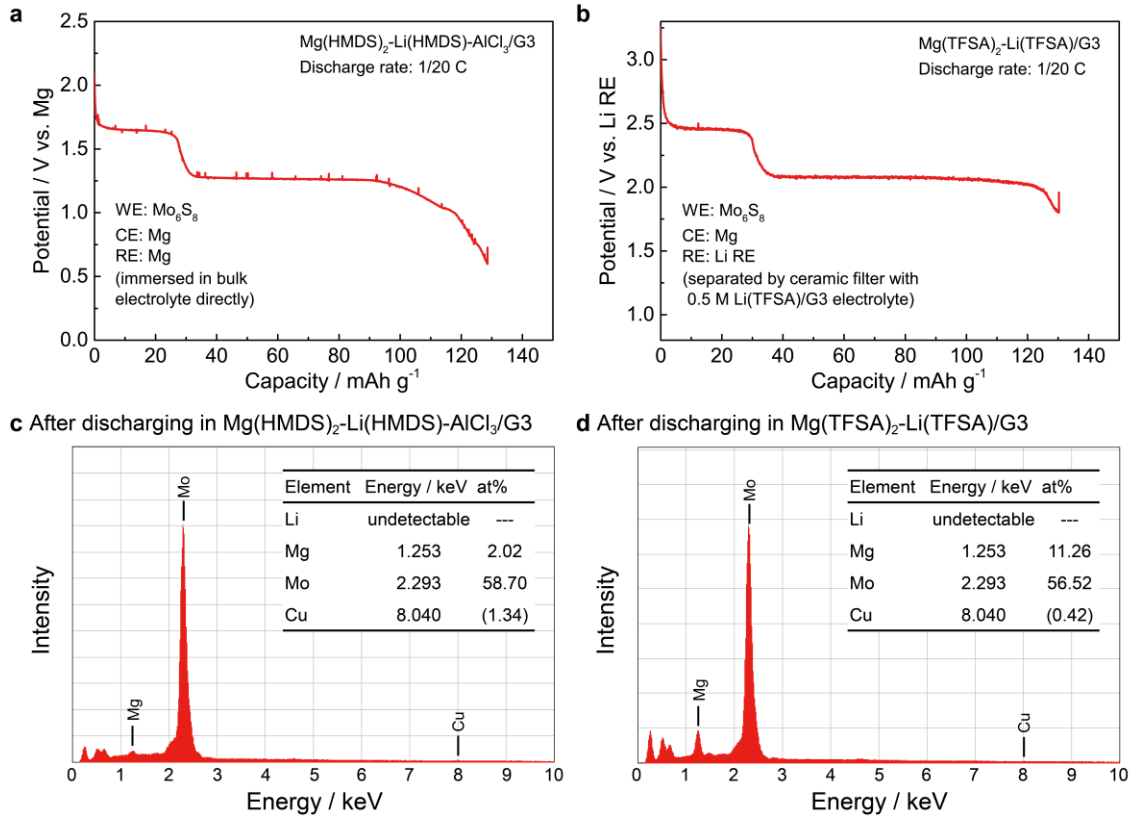 a
2.5
2.0
1.5
1.0
0.5
0.0
Potential / V vs. Mg
Mg(HMDS)₂-Li(HMDS)-AlCl₃/G3
Discharge rate: 1/20 C
WE: Mo₆S₈
CE: Mg
RE: Mg
(immersed in bulk
electrolyte directly)
0 20 40 60 80 100 120 140
Capacity / mAh g⁻¹
b
3.0
2.5
2.0
1.5
1.0
Potential / V vs. Li RE
Mg(TFSA)₂-Li(TFSA)/G3
Discharge rate: 1/20 C
WE: Mo₆S₈
CE: Mg
RE: Li RE
(separated by ceramic filter with
0.5 M Li(TFSA)/G3 electrolyte)
0 20 40 60 80 100 120 140
Capacity / mAh g⁻¹
c After discharging in Mg(HMDS)₂-Li(HMDS)-AlCl₃/G3
Intensity
Mg
Mo
Cu
Element Energy / keV at%
Li undetectable ---
Mg 1.253 2.02
Mo 2.293 58.70
Cu 8.040 (1.34)
0 1 2 3 4 5 6 7 8 9 10
Energy / keV
d After discharging in Mg(TFSA)₂-Li(TFSA)/G3
Intensity
Mg
Mo
Cu
Element Energy / keV at%
Li undetectable ---
Mg 1.253 11.26
Mo 2.293 56.52
Cu 8.040 (0.42)
0 1 2 3 4 5 6 7 8 9 10
Energy / keV